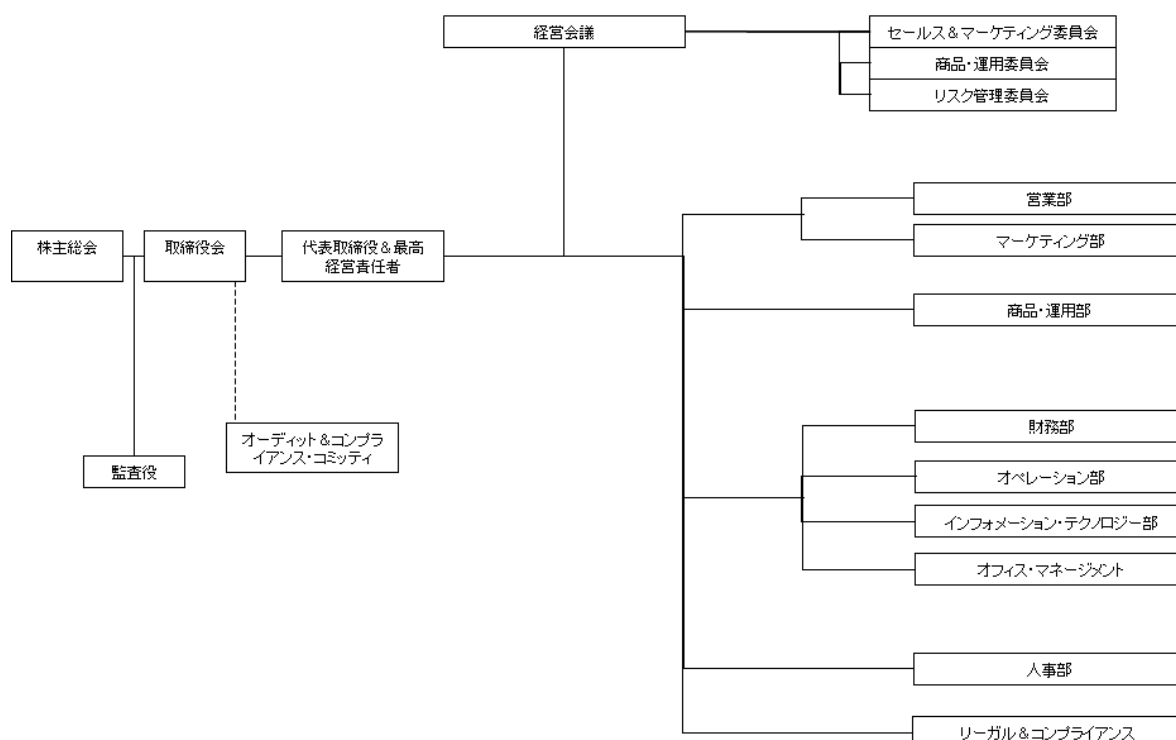 経営会議
セールス＆マーケティング委員会
商品・運用委員会
リスク管理委員会
営業部
マーケティング部
株主総会
取締役会
代表取締役＆最高
経営責任者
商品・運用部
オーディット＆コンプラ
イアンス・コミッティ
監査役
財務部
オペレーション部
インフォメーション・テクノロジー部
オフィス・マネージメント
人事部
リーガル＆コンプライアンス